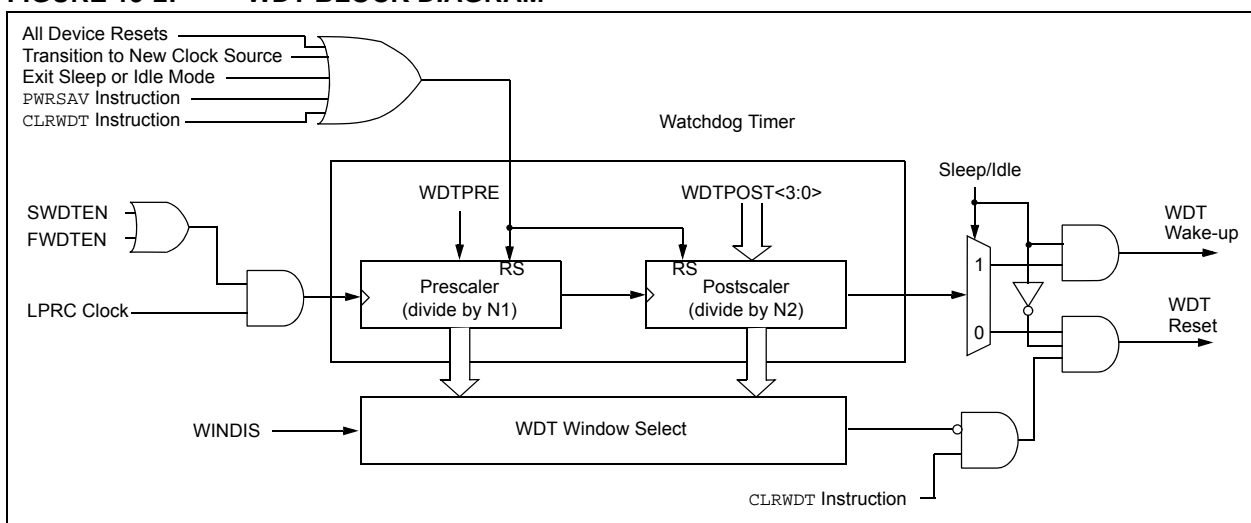 All Device Resets
Transition to New Clock Source
Exit Sleep or Idle Mode
PWRSAV Instruction
CLRWDT Instruction
Watchdog Timer
Sleep/Idle
WDTPRE
WDTPOST<3:0>
SWDTEN
FWDTEN
WDT
Wake-up
RS
RS
1
Prescaler
(divide by N1)
Postscaler
(divide by N2)
LPRC Clock
WDT
Reset
0
WINDIS
WDT Window Select
CLRWDT Instruction